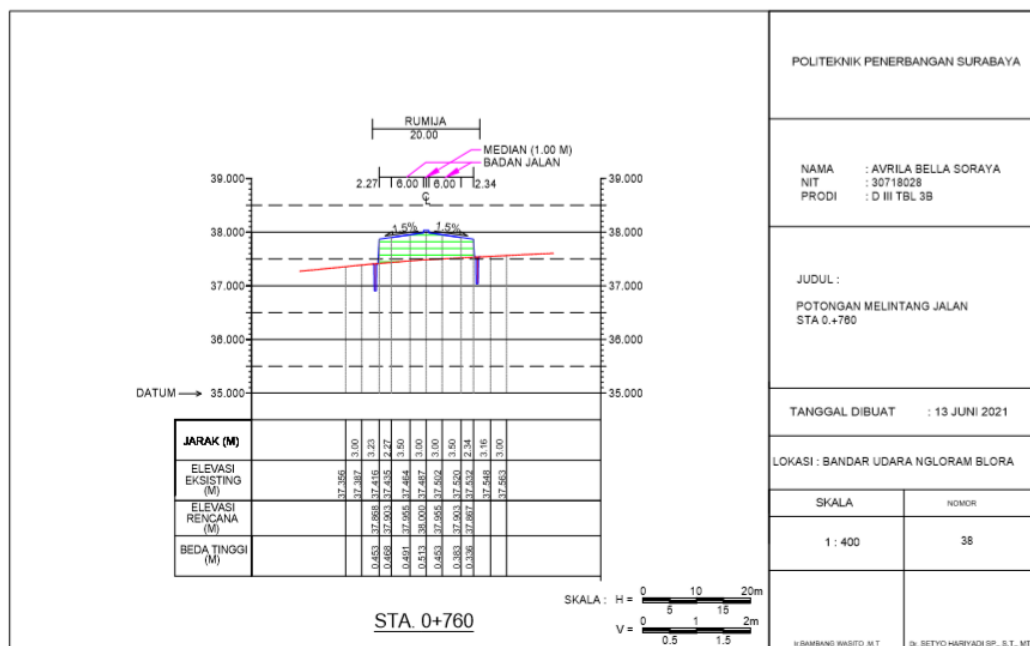 RUMIJA
20.00
MEDIAN (1.00 M)
BADAN JALAN
2.27 6.00 6.00 2.34
39.000 39.000
1.5% 1.5%
38.000 38.000
37.000 37.000
36.000 36.000
DATUM 35.000 35.000
JARAK (M) 3.00 3.23 2.27 3.50 3.00 3.00 3.50 2.34 3.16 3.00
ELEVASI
EKSISTING
(M) 37.356 37.387 37.416 37.435 37.464 37.487 37.502 37.520 37.532 37.548 37.563
ELEVASI
RENCANA
(M) 37.868 37.903 37.955 38.000 37.955 37.903 37.867
BEDA TINGGI
(M) 0.453 0.468 0.491 0.513 0.453 0.383 0.336
STA. 0+760
SKALA : H = 0 5 10 15 20m
V = 0 0.5 1 1.5 2m
POLITEKNIK PENERBANGAN SURABAYA
NAMA : AVRILA BELLA SORAYA
NIT : 30718028
PRODI : D III TBL 3B
JUDUL :
POTONGAN MELINTANG JALAN
STA 0.+760
TANGGAL DIBUAT : 13 JUNI 2021
LOKASI : BANDAR UDARA NGLORAM BLORA
SKALA NOMOR
1 : 400 38
Ir.BAMBANG WASITO .M.T Dr. SETYO HARIYADI SP., S.T., MT